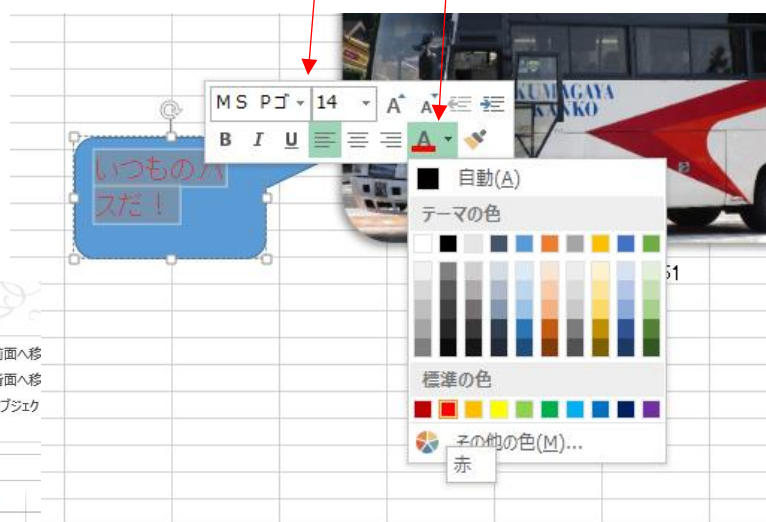 MS Pゴ 14 A A
B I U A
KUMAGAYA
KANKO
いつものバ
スだ！
自動(A)
テーマの色
51
前面へ移
背面へ移
ブジェク
標準の色
その他の色(M)...
赤